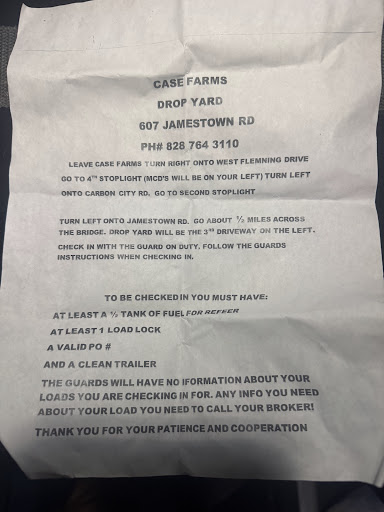 CASE FARMS
DROP YARD
607 JAMESTOWN RD
PH# 828 764 3110
LEAVE CASE FARMS TURN RIGHT ONTO WEST FLEMNING DRIVE
GO TO 4TH STOPLIGHT (MCD'S WILL BE ON YOUR LEFT) TURN LEFT
ONTO CARBON CITY RD. GO TO SECOND STOPLIGHT
TURN LEFT ONTO JAMESTOWN RD. GO ABOUT ½ MILES ACROSS
THE BRIDGE. DROP YARD WILL BE THE 3RD DRIVEWAY ON THE LEFT.
CHECK IN WITH THE GUARD ON DUTY. FOLLOW THE GUARDS
INSTRUCTIONS WHEN CHECKING IN.
TO BE CHECKED IN YOU MUST HAVE:
AT LEAST A ½ TANK OF FUEL FOR REFEER
AT LEAST 1 LOAD LOCK
A VALID PO #
AND A CLEAN TRAILER
THE GUARDS WILL HAVE NO IFORMATION ABOUT YOUR
LOADS YOU ARE CHECKING IN FOR. ANY INFO YOU NEED
ABOUT YOUR LOAD YOU NEED TO CALL YOUR BROKER!
THANK YOU FOR YOUR PATIENCE AND COOPERATION